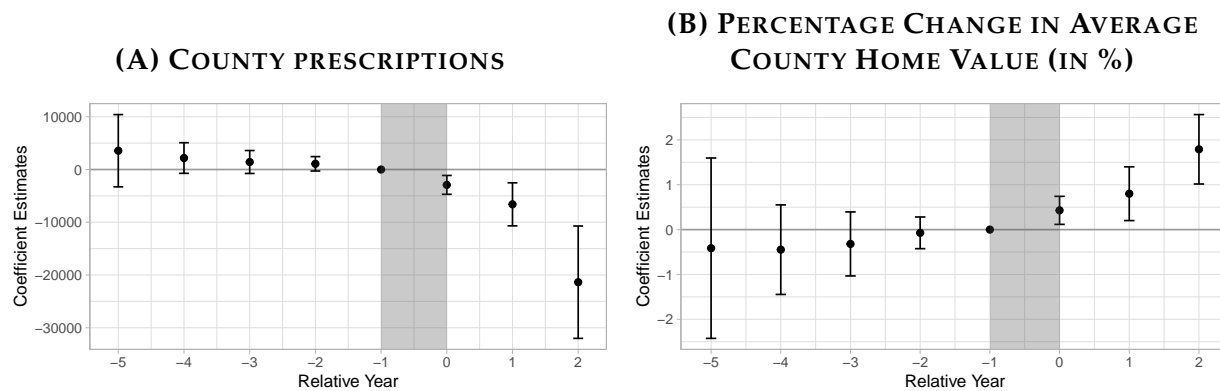 (A) COUNTY PRESCRIPTIONS
10000
0
−10000
−20000
−30000
Coefficient Estimates
−5 −4 −3 −2 −1 0 1 2
Relative Year
(B) PERCENTAGE CHANGE IN AVERAGE
COUNTY HOME VALUE (IN %)
2
1
0
−1
−2
Coefficient Estimates
−5 −4 −3 −2 −1 0 1 2
Relative Year